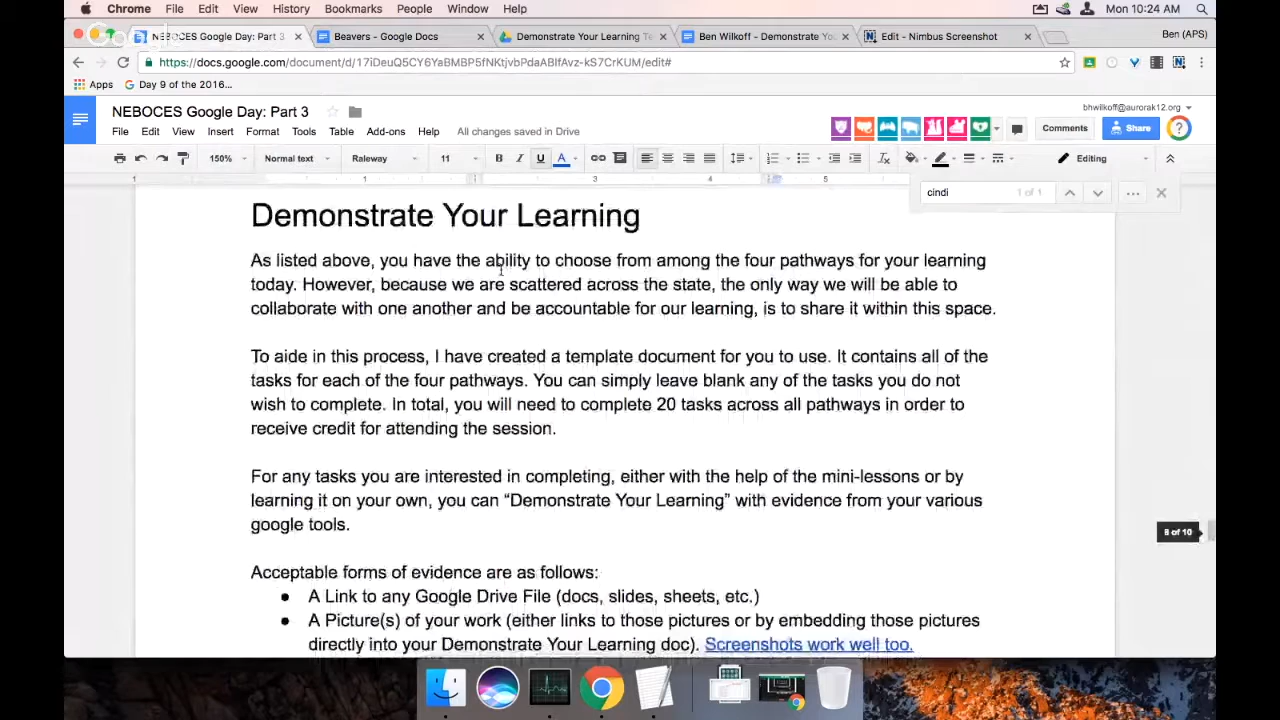 Chrome File Edit View History Bookmarks People Window Help Mon 10:24 AM
Google
NEBOCES Google Day: Part 3 Beavers - Google Docs Demonstrate Your Learning Te Ben Wilkoff - Demonstrate You Edit - Nimbus Screenshot Ben (APS)
https://docs.google.com/document/d/17iDeuQ5CY6YaBMBP5fNKtjvbPdaABlfAvz-kS7CrKUM/edit#
Apps Day 9 of the 2016...
NEBOCES Google Day: Part 3 bhwilkoff@aurorak12.org
File Edit View Insert Format Tools Table Add-ons Help All changes saved in Drive Comments Share
150% Normal text Raleway 11 B I U A Editing
1 1 3 4 5
cindi 1 of 1
Demonstrate Your Learning
As listed above, you have the ability to choose from among the four pathways for your learning
today. However, because we are scattered across the state, the only way we will be able to
collaborate with one another and be accountable for our learning, is to share it within this space.
To aide in this process, I have created a template document for you to use. It contains all of the
tasks for each of the four pathways. You can simply leave blank any of the tasks you do not
wish to complete. In total, you will need to complete 20 tasks across all pathways in order to
receive credit for attending the session.
For any tasks you are interested in completing, either with the help of the mini-lessons or by
learning it on your own, you can “Demonstrate Your Learning” with evidence from your various
google tools.
8 of 10
Acceptable forms of evidence are as follows:
● A Link to any Google Drive File (docs, slides, sheets, etc.)
● A Picture(s) of your work (either links to those pictures or by embedding those pictures
directly into your Demonstrate Your Learning doc). Screenshots work well too.